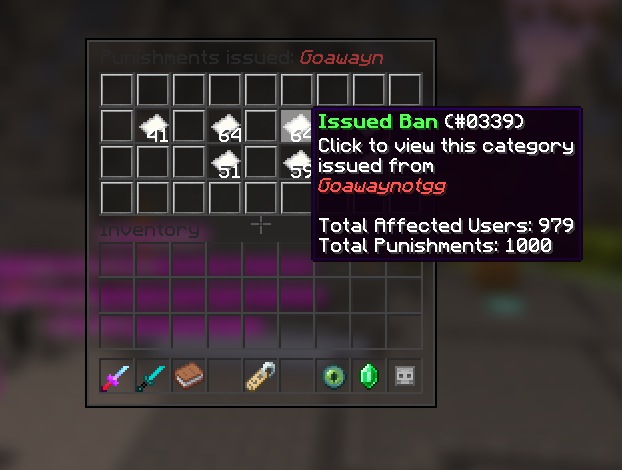 Punishments issued: Goawayn
41
64
64
Issued Ban (#0339)
Click to view this category
issued from
Goawaynotgg
Total Affected Users: 979
Total Punishments: 1000
51
59
Inventory